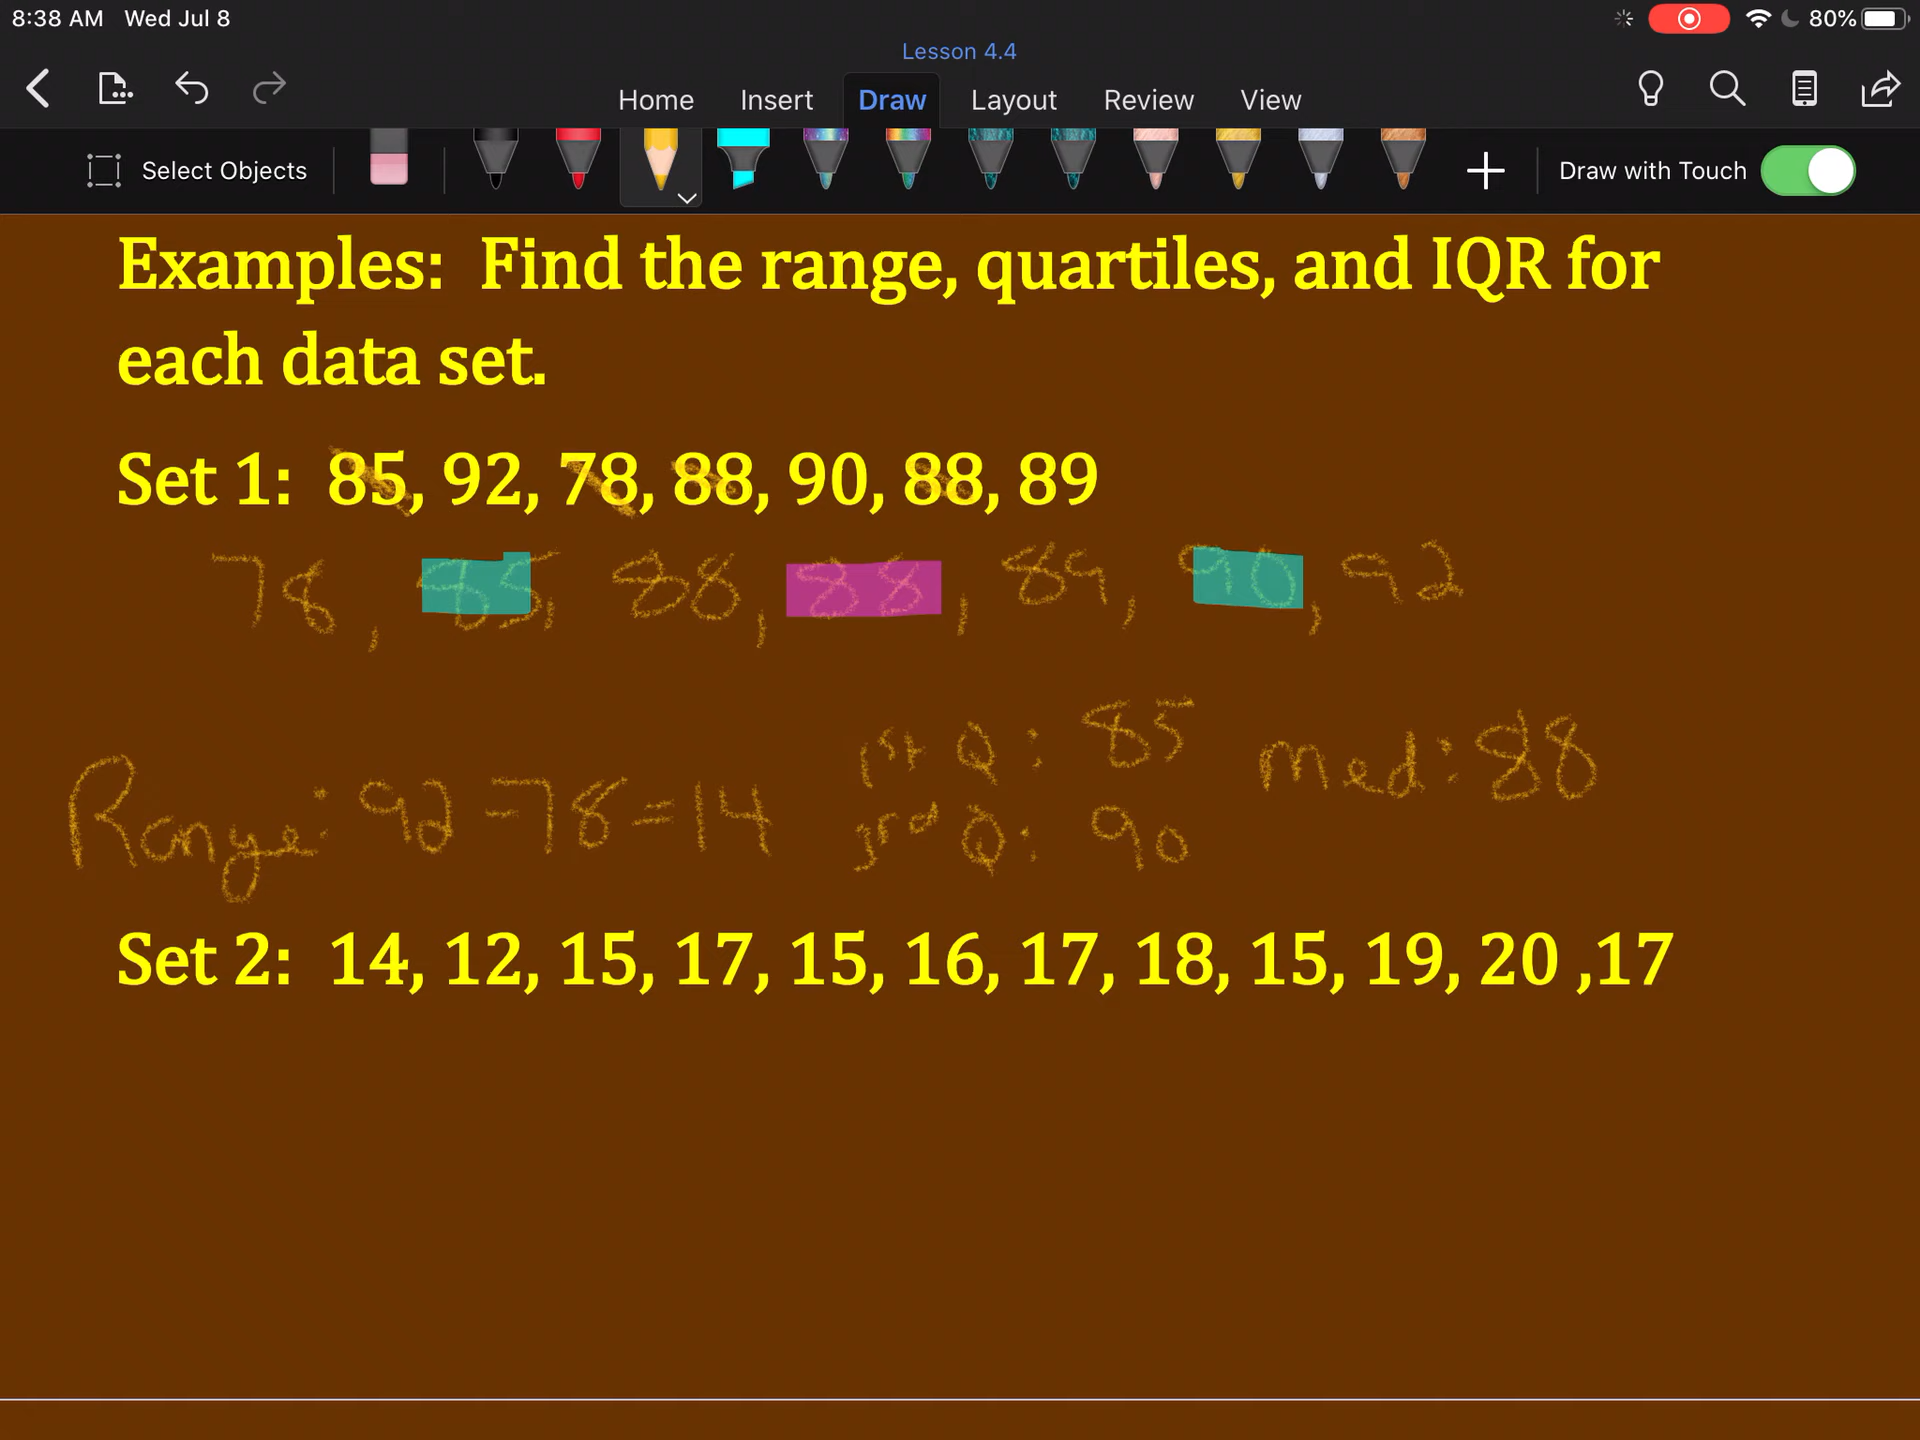 8:38 AM Wed Jul 8 80%
Lesson 4.4
Home Insert Draw Layout Review View
Select Objects Draw with Touch
Examples: Find the range, quartiles, and IQR for
each data set.
Set 1: 85, 92, 78, 88, 90, 88, 89
78, 85, 88, 88, 89, 90, 92
Range: 92-78=14
1st Q: 85
3rd Q: 90
Med: 88
Set 2: 14, 12, 15, 17, 15, 16, 17, 18, 15, 19, 20 ,17